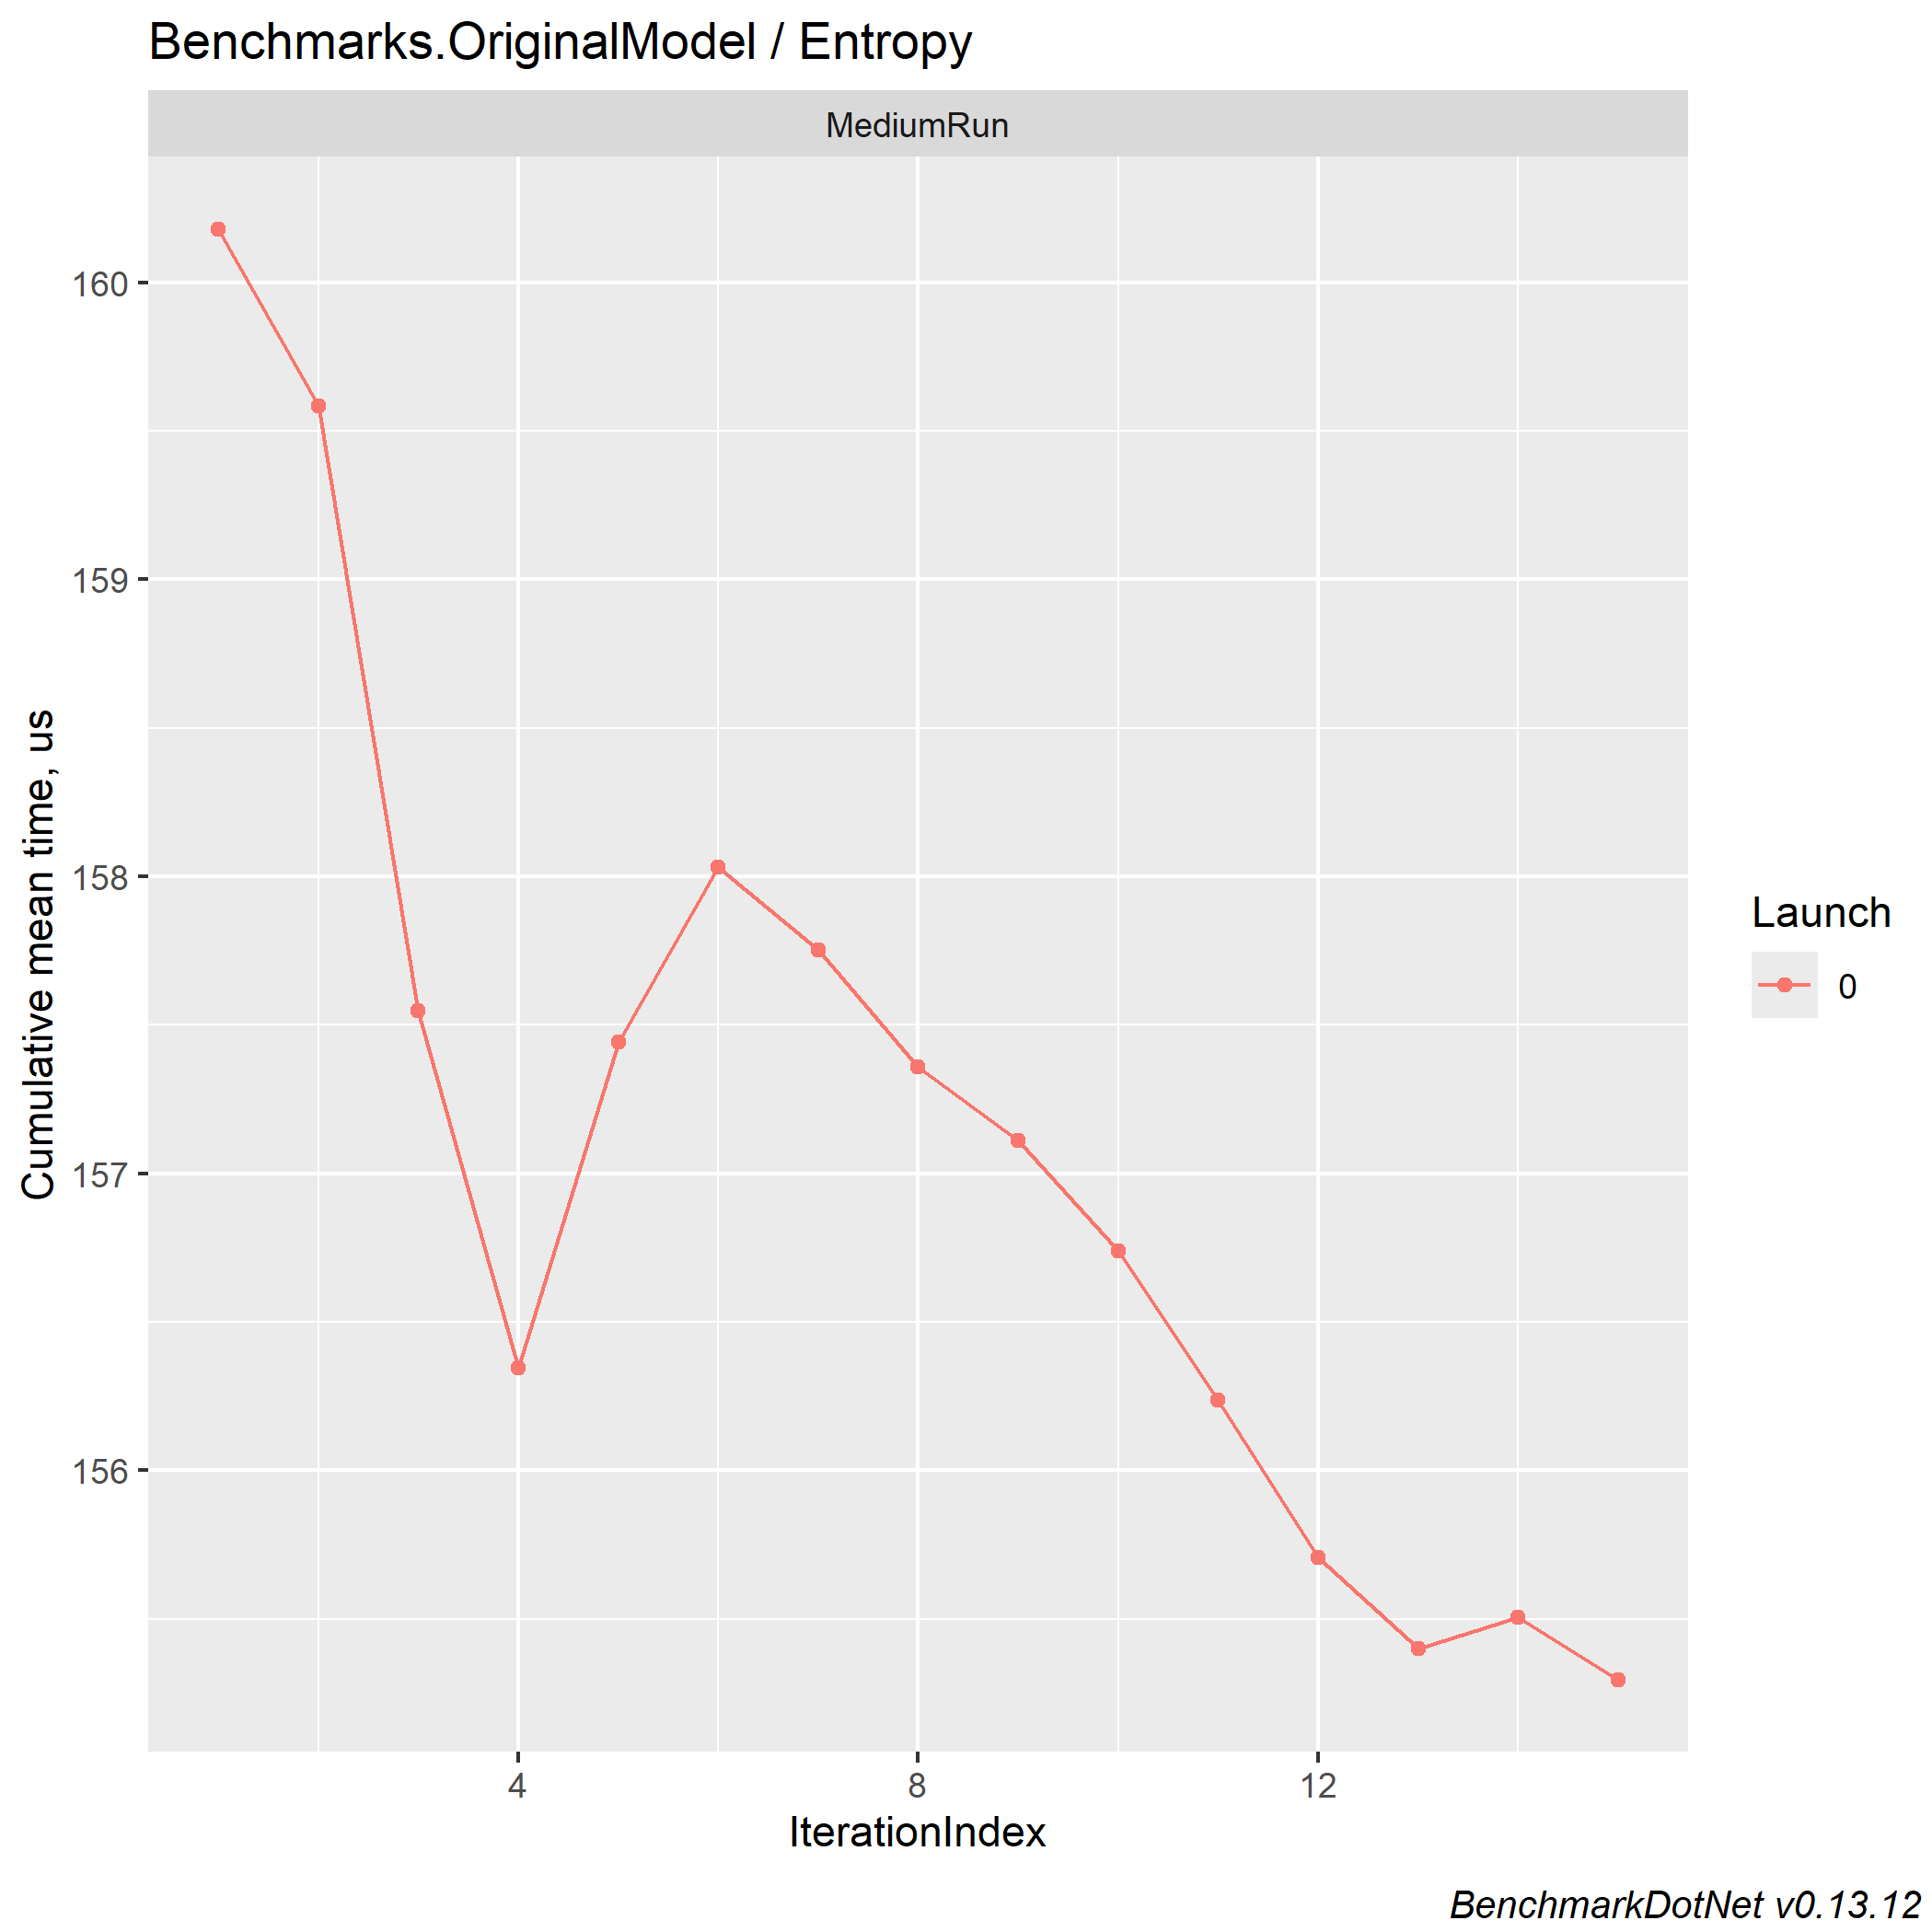 Benchmarks.OriginalModel / Entropy
MediumRun
160
159
158
157
156
Cumulative mean time, us
4
8
12
IterationIndex
Launch
0
BenchmarkDotNet v0.13.12